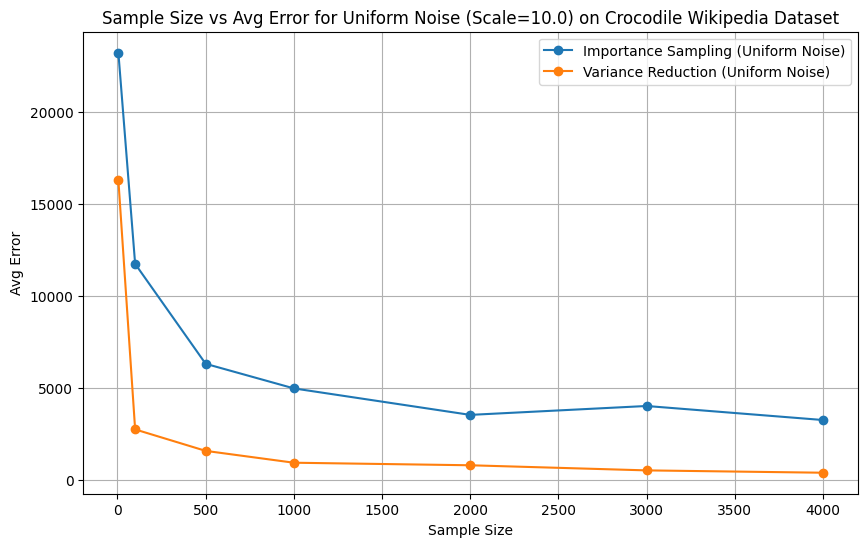 Sample Size vs Avg Error for Uniform Noise (Scale=10.0) on Crocodile Wikipedia Dataset
Importance Sampling (Uniform Noise)
Variance Reduction (Uniform Noise)
Avg Error
20000
15000
10000
5000
0
0 500 1000 1500 2000 2500 3000 3500 4000
Sample Size